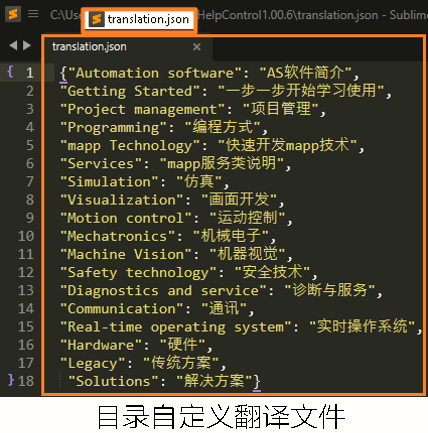 C:\Us
translation.json
HelpControl1.00.6\translation.json - Sublime
translation.json
{ 1 {"Automation software": "AS软件简介",
2 "Getting Started": "一步一步开始学习使用",
3 "Project management": "项目管理",
4 "Programming": "编程方式",
5 "mapp Technology": "快速开发mapp技术",
6 "Services": "mapp服务类说明",
7 "Simulation": "仿真",
8 "Visualization": "画面开发",
9 "Motion control": "运动控制",
10 "Mechatronics": "机械电子",
11 "Machine Vision": "机器视觉",
12 "Safety technology": "安全技术",
13 "Diagnostics and service": "诊断与服务",
14 "Communication": "通讯",
15 "Real-time operating system": "实时操作系统",
16 "Hardware": "硬件",
17 "Legacy": "传统方案",
} 18 "Solutions": "解决方案"}
目录自定义翻译文件